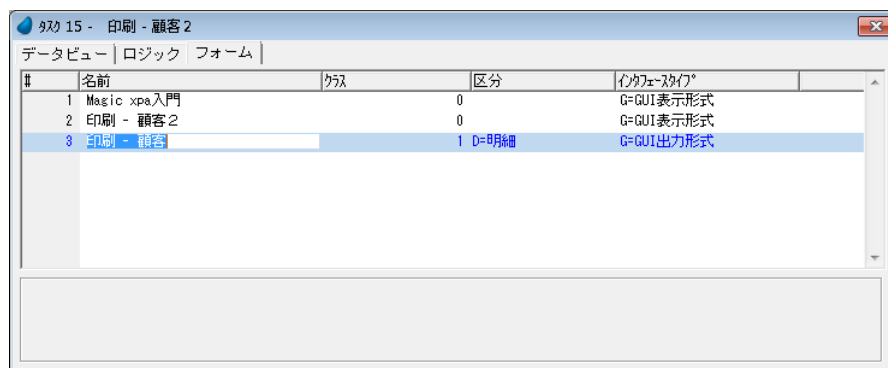 タスク 15 - 印刷 - 顧客２
データビュー ロジック フォーム
# 名前 クラス 区分 インタフェースタイプ
1 Magic xpa入門 0 G=GUI表示形式
2 印刷 - 顧客２ 0 G=GUI表示形式
3 印刷 - 顧客 1 D=明細 G=GUI出力形式